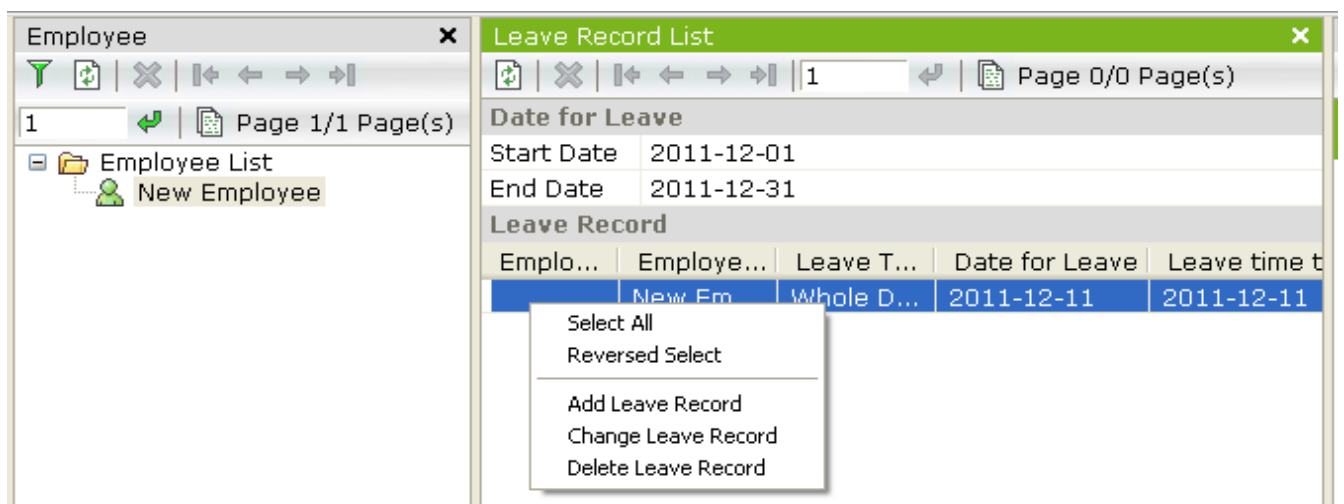 Employee
1
Page 1/1 Page(s)
Employee List
New Employee
Leave Record List
1
Page 0/0 Page(s)
Date for Leave
Start Date 2011-12-01
End Date 2011-12-31
Leave Record
Emplo... Employe... Leave T... Date for Leave Leave time t
New Em Whole D... 2011-12-11 2011-12-11
Select All
Reversed Select
Add Leave Record
Change Leave Record
Delete Leave Record